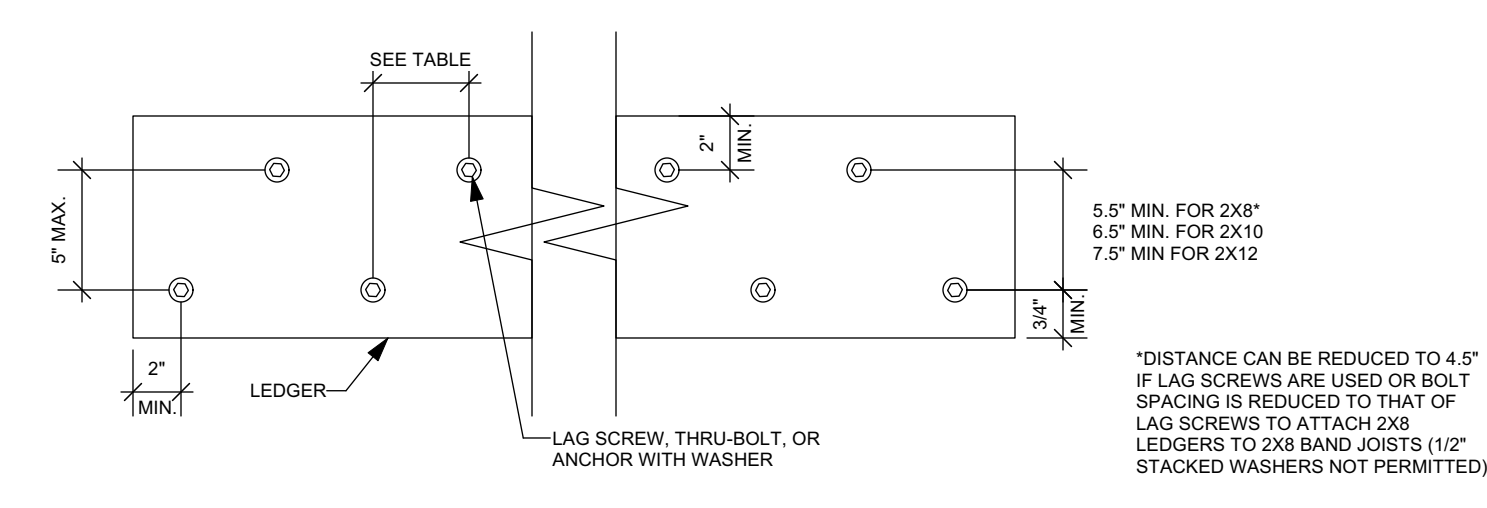 SEE TABLE
2"
MIN.
5" MAX.
5.5" MIN. FOR 2X8*
6.5" MIN. FOR 2X10
7.5" MIN FOR 2X12
3/4"
MIN.
2"
MIN.
LEDGER
LAG SCREW, THRU-BOLT, OR
ANCHOR WITH WASHER
*DISTANCE CAN BE REDUCED TO 4.5"
IF LAG SCREWS ARE USED OR BOLT
SPACING IS REDUCED TO THAT OF
LAG SCREWS TO ATTACH 2X8
LEDGERS TO 2X8 BAND JOISTS (1/2"
STACKED WASHERS NOT PERMITTED)